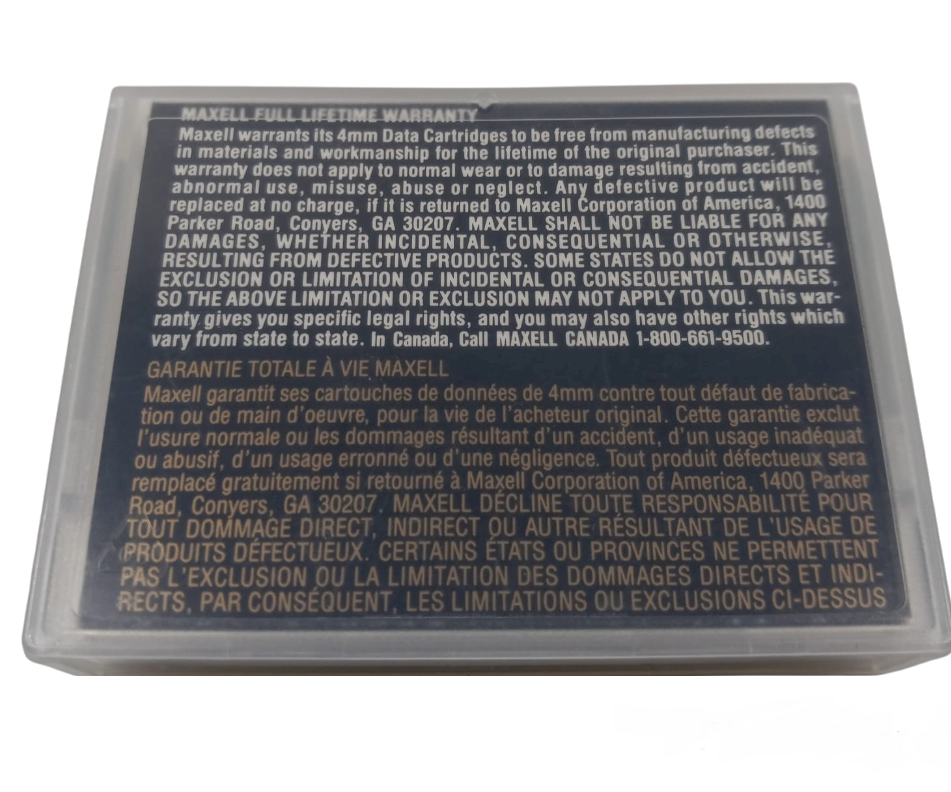 MAXELL FULL LIFETIME WARRANTY
Maxell warrants its 4mm Data Cartridges to be free from manufacturing defects
in materials and workmanship for the lifetime of the original purchaser. This
warranty does not apply to normal wear or to damage resulting from accident,
abnormal use, misuse, abuse or neglect. Any defective product will be
replaced at no charge, if it is returned to Maxell Corporation of America, 1400
Parker Road, Conyers, GA 30207. MAXELL SHALL NOT BE LIABLE FOR ANY
DAMAGES, WHETHER INCIDENTAL, CONSEQUENTIAL OR OTHERWISE,
RESULTING FROM DEFECTIVE PRODUCTS. SOME STATES DO NOT ALLOW THE
EXCLUSION OR LIMITATION OF INCIDENTAL OR CONSEQUENTIAL DAMAGES,
SO THE ABOVE LIMITATION OR EXCLUSION MAY NOT APPLY TO YOU. This war-
ranty gives you specific legal rights, and you may also have other rights which
vary from state to state. In Canada, Call MAXELL CANADA 1-800-661-9500.
GARANTIE TOTALE À VIE MAXELL
Maxell garantit ses cartouches de données de 4mm contre tout défaut de fabrica-
tion ou de main d'oeuvre, pour la vie de l'acheteur original. Cette garantie exclut
l'usure normale ou les dommages résultant d'un accident, d'un usage inadéquat
ou abusif, d'un usage erronné ou d'une négligence. Tout produit défectueux sera
remplacé gratuitement si retourné à Maxell Corporation of America, 1400 Parker
Road, Conyers, GA 30207. MAXELL DÉCLINE TOUTE RESPONSABILITÉ POUR
TOUT DOMMAGE DIRECT, INDIRECT OU AUTRE RÉSULTANT DE L'USAGE DE
PRODUITS DÉFECTUEUX. CERTAINS ÉTATS OU PROVINCES NE PERMETTENT
PAS L'EXCLUSION OU LA LIMITATION DES DOMMAGES DIRECTS ET INDI-
RECTS, PAR CONSÉQUENT, LES LIMITATIONS OU EXCLUSIONS CI-DESSUS